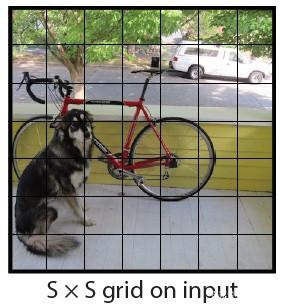 S × S grid on input